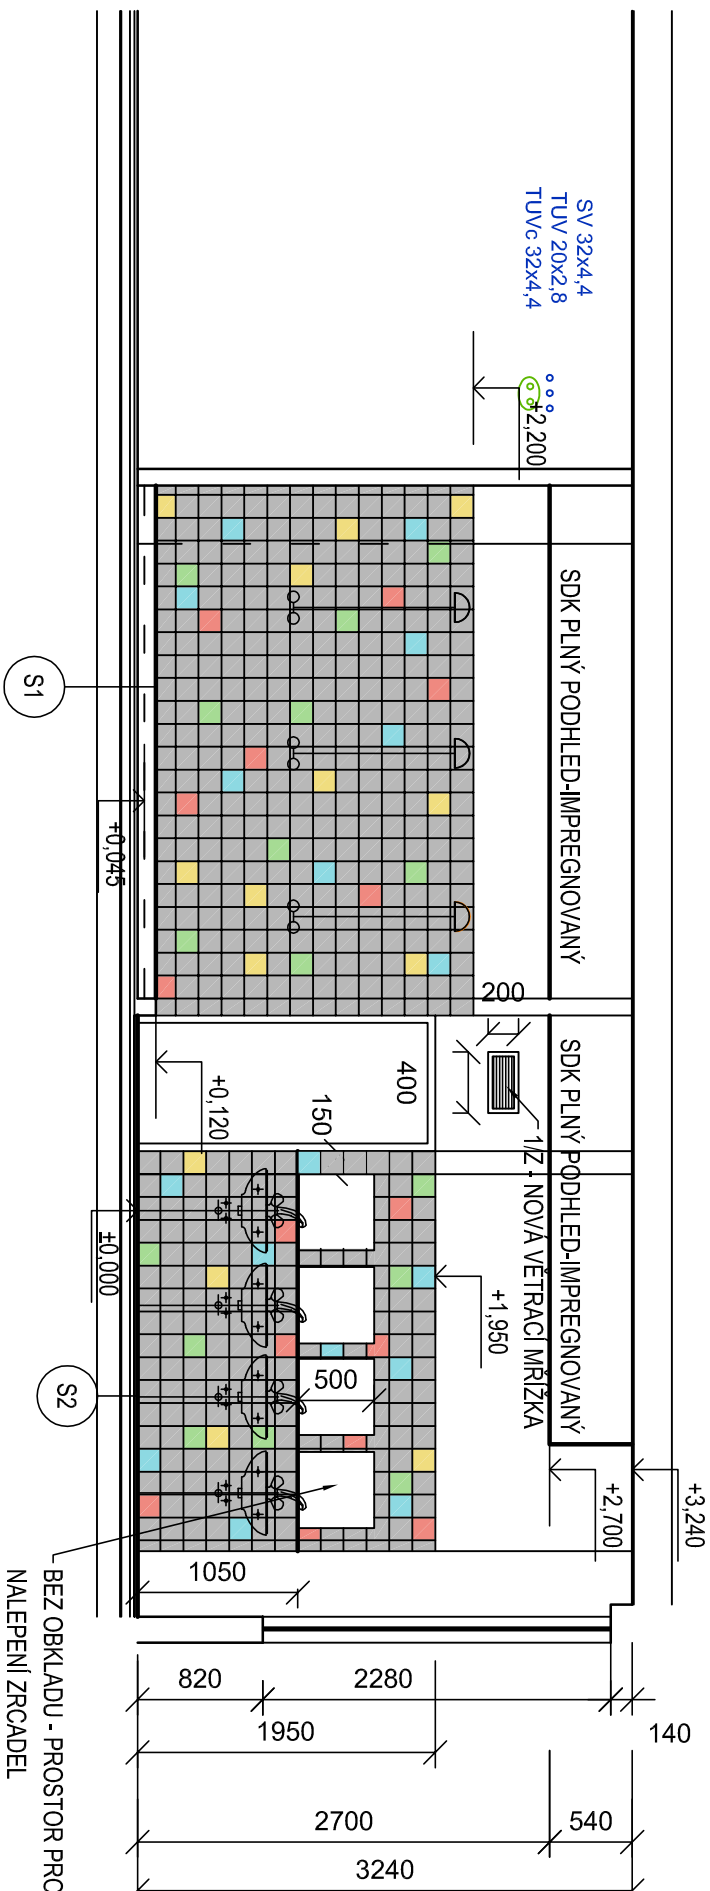 SV 32x4,4
TUV 20x2,8
TUVc 32x4,4
+2,200
SDK PLNÝ PODHLED-IMPREGNOVANÝ
SDK PLNÝ PODHLED-IMPREGNOVANÝ
S1
+0,045
200
400
1/Z - NOVÁ VĚTRACÍ MŘÍŽKA
+0,120
150
±0,000
+1,950
S2
500
+3,240
+2,700
1050
BEZ OBKLADU - PROSTOR PRO
NALEPENÍ ZRCADEL
820
2280
140
1950
2700
540
3240